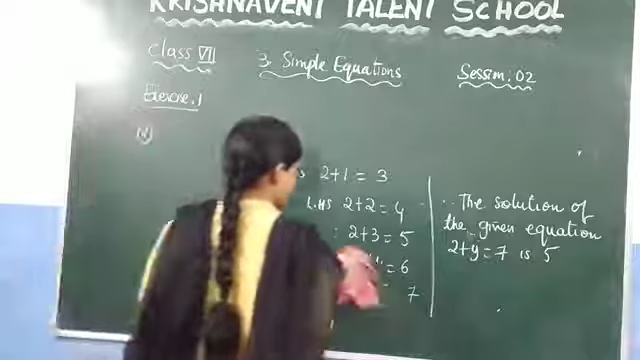 KRISHNAVENI TALENT SCHOOL
Class VII
3. Simple Equations
Session: 02
Exercise.1
2+1 = 3
L.HS 2+2=4
: 2+3=5
=6
7
∴ The solution of
the given equation
2+y=7 is 5